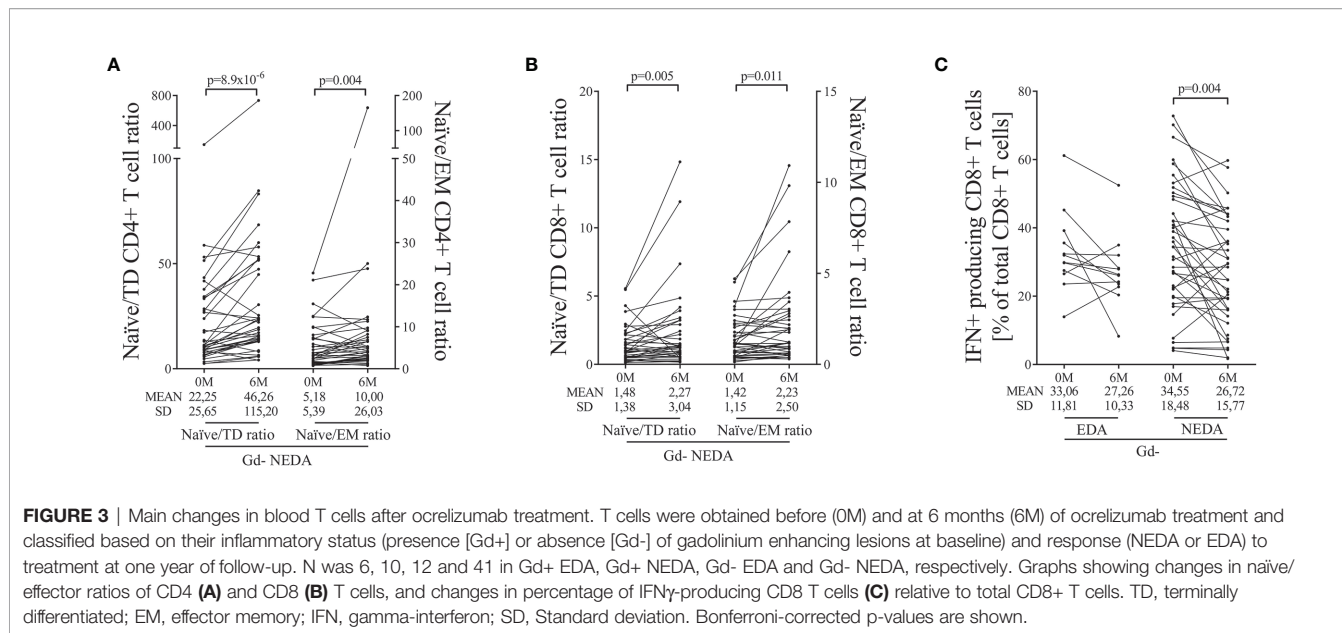 A
p=8.9x10⁻⁶
p=0.004
Naïve/TD CD4+ T cell ratio
800
400
100
50
0
200
150
100
50
40
30
20
10
0
Naïve/EM CD4+ T cell ratio
0M 6M 0M 6M
MEAN 22,25 46,26 5,18 10,00
SD 25,65 115,20 5,39 26,03
Naïve/TD ratio Naïve/EM ratio
Gd- NEDA
B
p=0.005
p=0.011
Naïve/TD CD8+ T cell ratio
20
15
10
5
0
15
10
5
0
Naïve/EM CD8+ T cell ratio
0M 6M 0M 6M
MEAN 1,48 2,27 1,42 2,23
SD 1,38 3,04 1,15 2,50
Naïve/TD ratio Naïve/EM ratio
Gd- NEDA
C
p=0.004
IFN+ producing CD8+ T cells
[% of total CD8+ T cells]
80
60
40
20
0
0M 6M 0M 6M
MEAN 33,06 27,26 34,55 26,72
SD 11,81 10,33 18,48 15,77
EDA NEDA
Gd-
FIGURE 3 | Main changes in blood T cells after ocrelizumab treatment. T cells were obtained before (0M) and at 6 months (6M) of ocrelizumab treatment and
classified based on their inflammatory status (presence [Gd+] or absence [Gd-] of gadolinium enhancing lesions at baseline) and response (NEDA or EDA) to
treatment at one year of follow-up. N was 6, 10, 12 and 41 in Gd+ EDA, Gd+ NEDA, Gd- EDA and Gd- NEDA, respectively. Graphs showing changes in naïve/
effector ratios of CD4 (A) and CD8 (B) T cells, and changes in percentage of IFNγ-producing CD8 T cells (C) relative to total CD8+ T cells. TD, terminally
differentiated; EM, effector memory; IFN, gamma-interferon; SD, Standard deviation. Bonferroni-corrected p-values are shown.